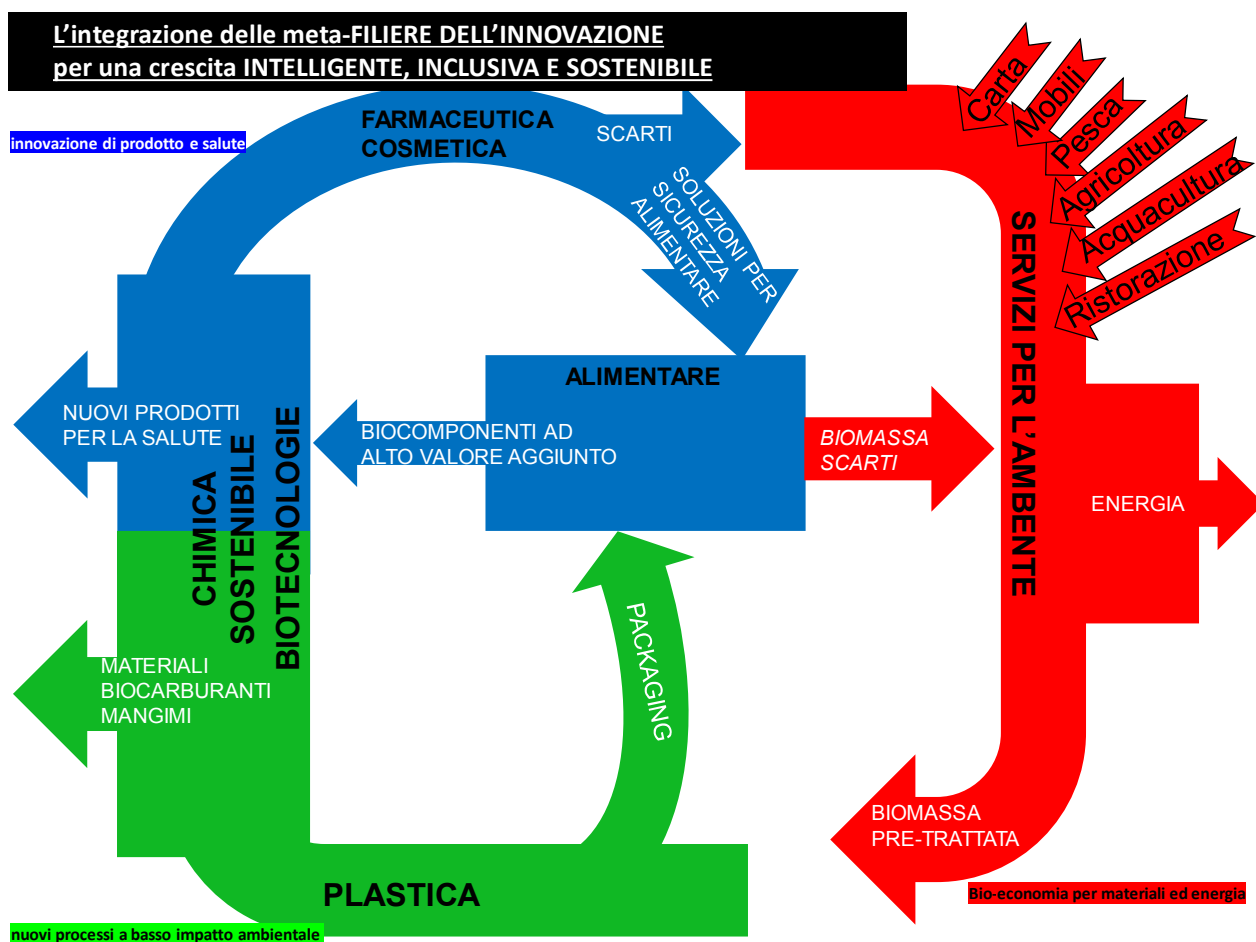 L'integrazione delle meta-FILIERE DELL'INNOVAZIONE
per una crescita INTELLIGENTE, INCLUSIVA E SOSTENIBILE
innovazione di prodotto e salute
FARMACEUTICA
COSMETICA
SCARTI
SOLUZIONI PER
SICUREZZA
ALIMENTARE
Carta
Mobili
Pesca
Agricoltura
Acquacultura
Ristorazione
SERVIZI PER L'AMBENTE
ALIMENTARE
NUOVI PRODOTTI
PER LA SALUTE
BIOCOMPONENTI AD
ALTO VALORE AGGIUNTO
BIOMASSA
SCARTI
ENERGIA
CHIMICA
SOSTENIBILE
BIOTECNOLOGIE
MATERIALI
BIOCARBURANTI
MANGIMI
PACKAGING
BIOMASSA
PRE-TRATTATA
PLASTICA
Bio-economia per materiali ed energia
nuovi processi a basso impatto ambientale